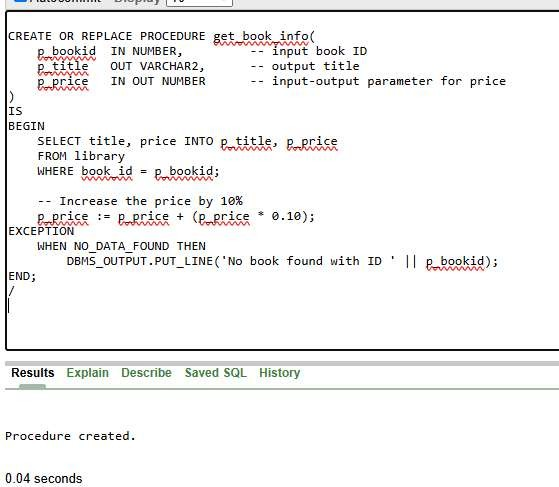 CREATE OR REPLACE PROCEDURE get_book_info(
    p_bookid  IN NUMBER,         -- input book ID
    p_title   OUT VARCHAR2,      -- output title
    p_price   IN OUT NUMBER      -- input-output parameter for price
)
IS
BEGIN
    SELECT title, price INTO p_title, p_price
    FROM library
    WHERE book_id = p_bookid;

    -- Increase the price by 10%
    p_price := p_price + (p_price * 0.10);
EXCEPTION
    WHEN NO_DATA_FOUND THEN
        DBMS_OUTPUT.PUT_LINE('No book found with ID ' || p_bookid);
END;
/
Results Explain Describe Saved SQL History
Procedure created.
0.04 seconds